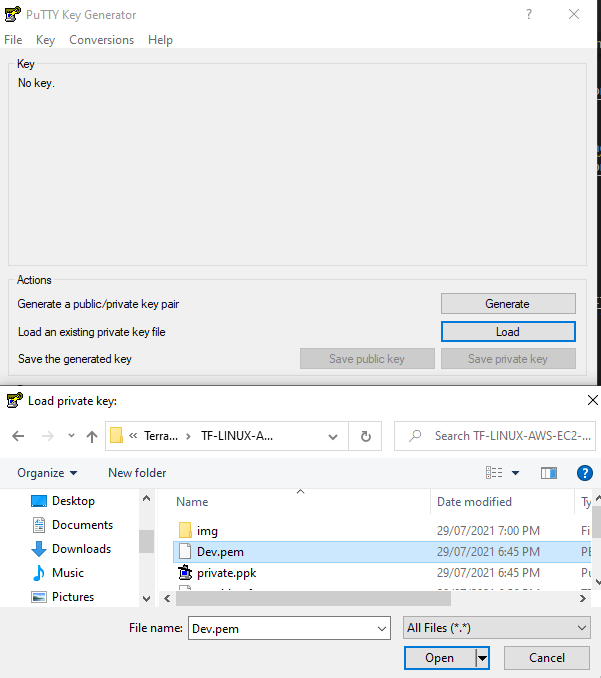 PuTTY Key Generator
?
File Key Conversions Help
Key
No key.
Actions
Generate a public/private key pair
Generate
Load an existing private key file
Load
Save the generated key
Save public key
Save private key
Load private key:
« Terra... › TF-LINUX-A...
Search TF-LINUX-AWS-EC2-...
Organize
New folder
?
Desktop
Documents
Downloads
Music
Pictures
Name Date modified Ty
img 29/07/2021 7:00 PM Fi
Dev.pem 29/07/2021 6:45 PM PE
private.ppk 29/07/2021 6:45 PM Pu
File name: Dev.pem
All Files (*.*)
Open
Cancel